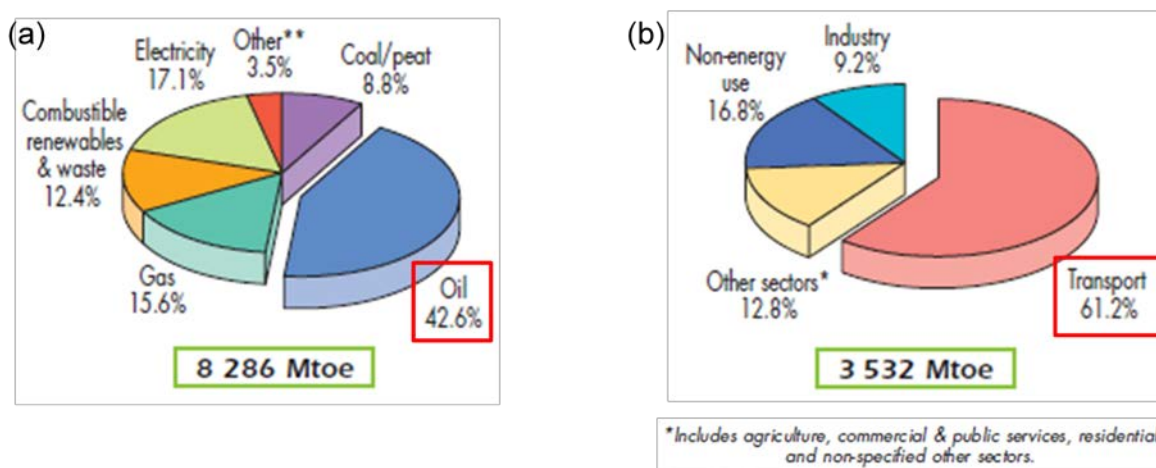 (a)
Electricity
17.1%
Other**
3.5%
Coal/peat
8.8%
Combustible
renewables
& waste
12.4%
Gas
15.6%
Oil
42.6%
8 286 Mtoe
(b)
Industry
9.2%
Non-energy
use
16.8%
Other sectors*
12.8%
Transport
61.2%
3 532 Mtoe
*Includes agriculture, commercial & public services, residential
and non-specified other sectors.